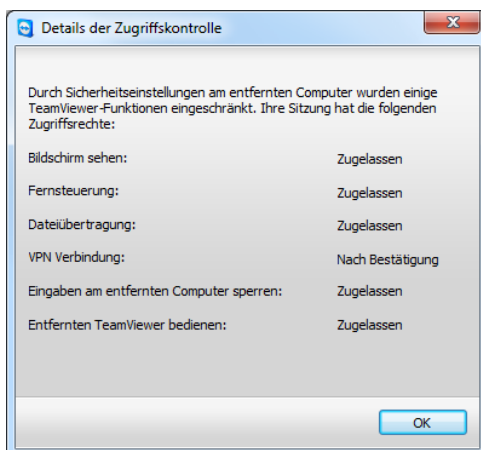 Details der Zugriffskontrolle
Durch Sicherheitseinstellungen am entfernten Computer wurden einige
TeamViewer-Funktionen eingeschränkt. Ihre Sitzung hat die folgenden
Zugriffsrechte:
Bildschirm sehen: Zugelassen
Fernsteuerung: Zugelassen
Dateiübertragung: Zugelassen
VPN Verbindung: Nach Bestätigung
Eingaben am entfernten Computer sperren: Zugelassen
Entfernten TeamViewer bedienen: Zugelassen
OK